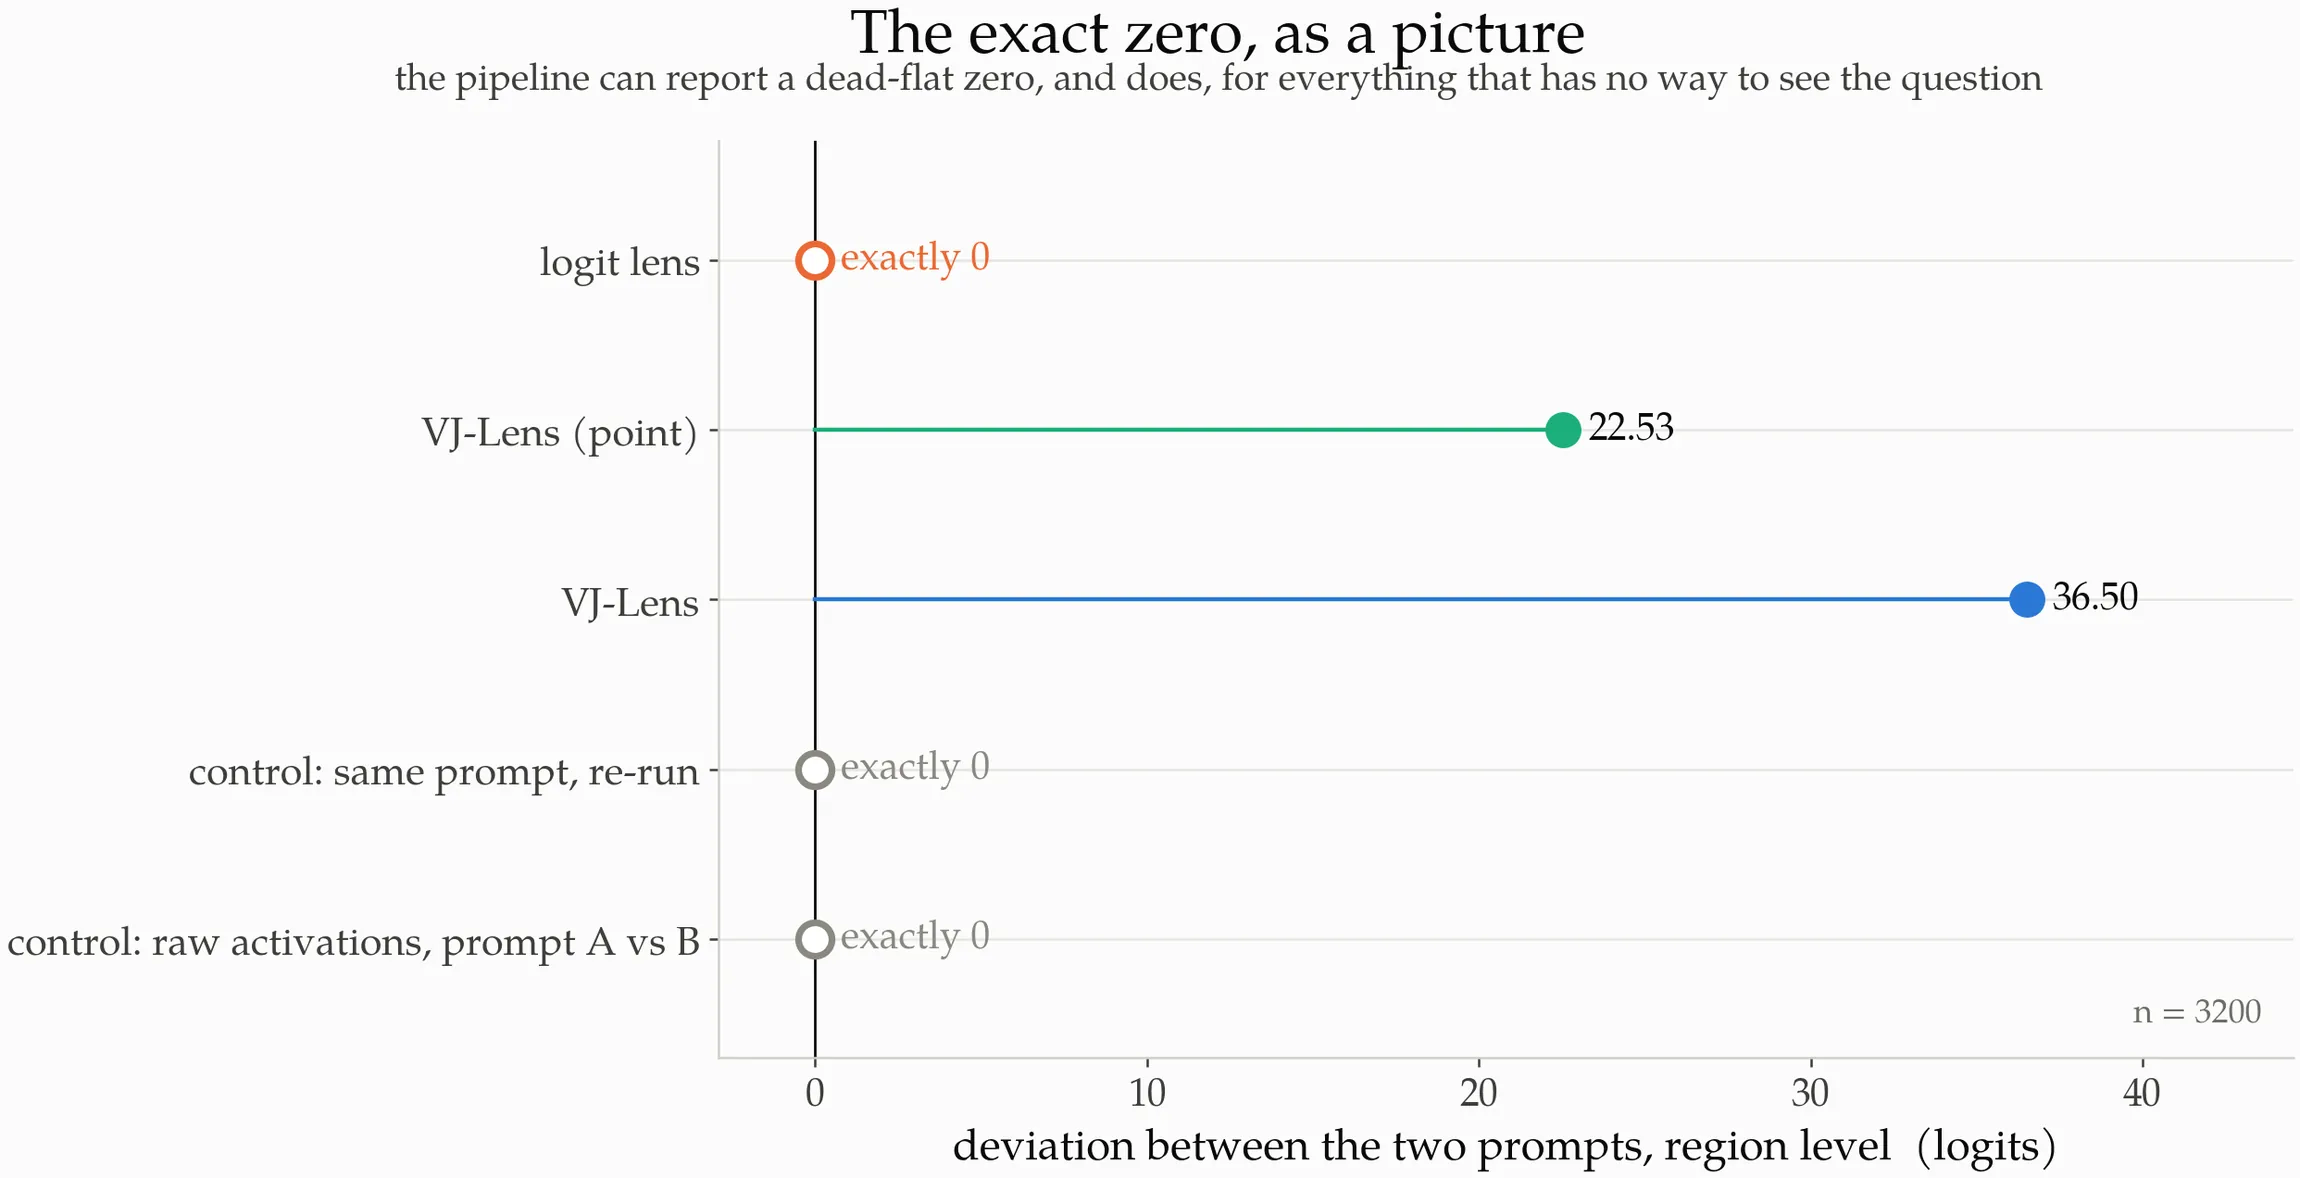 The exact zero, as a picture
the pipeline can report a dead-flat zero, and does, for everything that has no way to see the question
logit lens
exactly 0
VJ-Lens (point)
22.53
VJ-Lens
36.50
control: same prompt, re-run
exactly 0
control: raw activations, prompt A vs B
exactly 0
n = 3200
0 10 20 30 40
deviation between the two prompts, region level (logits)